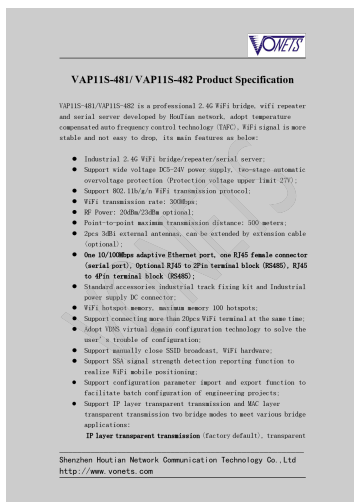 VONETS
VAP11S-481/ VAP11S-482 Product Specification
VAP11S-481/VAP11S-482 is a professional 2.4G WiFi bridge, wifi repeater
and serial server developed by HouTian network, adopt temperature
compensated auto frequency control technology (TAFC), WiFi signal is more
stable and not easy to drop, its main features as below:
● Industrial 2.4G WiFi bridge/repeater/serial server;
● Support wide voltage DC5-24V power supply, two-stage automatic
overvoltage protection (Protection voltage upper limit 27V);
● Support 802.11b/g/n WiFi transmission protocol;
● WiFi transmission rate: 300Mbps;
● RF Power: 20dBm/23dBm optional;
● Point-to-point maximum transmission distance: 500 meters;
● 2pcs 3dBi external antennas, can be extended by extension cable
(optional);
● One 10/100Mbps adaptive Ethernet port, one RJ45 female connector
(serial port), Optional RJ45 to 2Pin terminal block (RS485), RJ45
to 4Pin terminal block (RS485);
● Standard accessories industrial track fixing kit and Industrial
power supply DC connector;
● WiFi hotspot memory, maximum memory 100 hotspots;
● Support connecting more than 20pcs WiFi terminal at the same time;
● Adopt VDNS virtual domain configuration technology to solve the
user's trouble of configuration;
● Support manually close SSID broadcast, WiFi hardware;
● Support SSA signal strength detection reporting function to
realize WiFi mobile positioning;
● Support configuration parameter import and export function to
facilitate batch configuration of engineering projects;
● Support IP layer transparent transmission and MAC layer
transparent transmission two bridge modes to meet various bridge
applications:
IP layer transparent transmission (factory default), transparent
Shenzhen Houtian Network Communication Technology Co.,Ltd
http://www.vonets.com